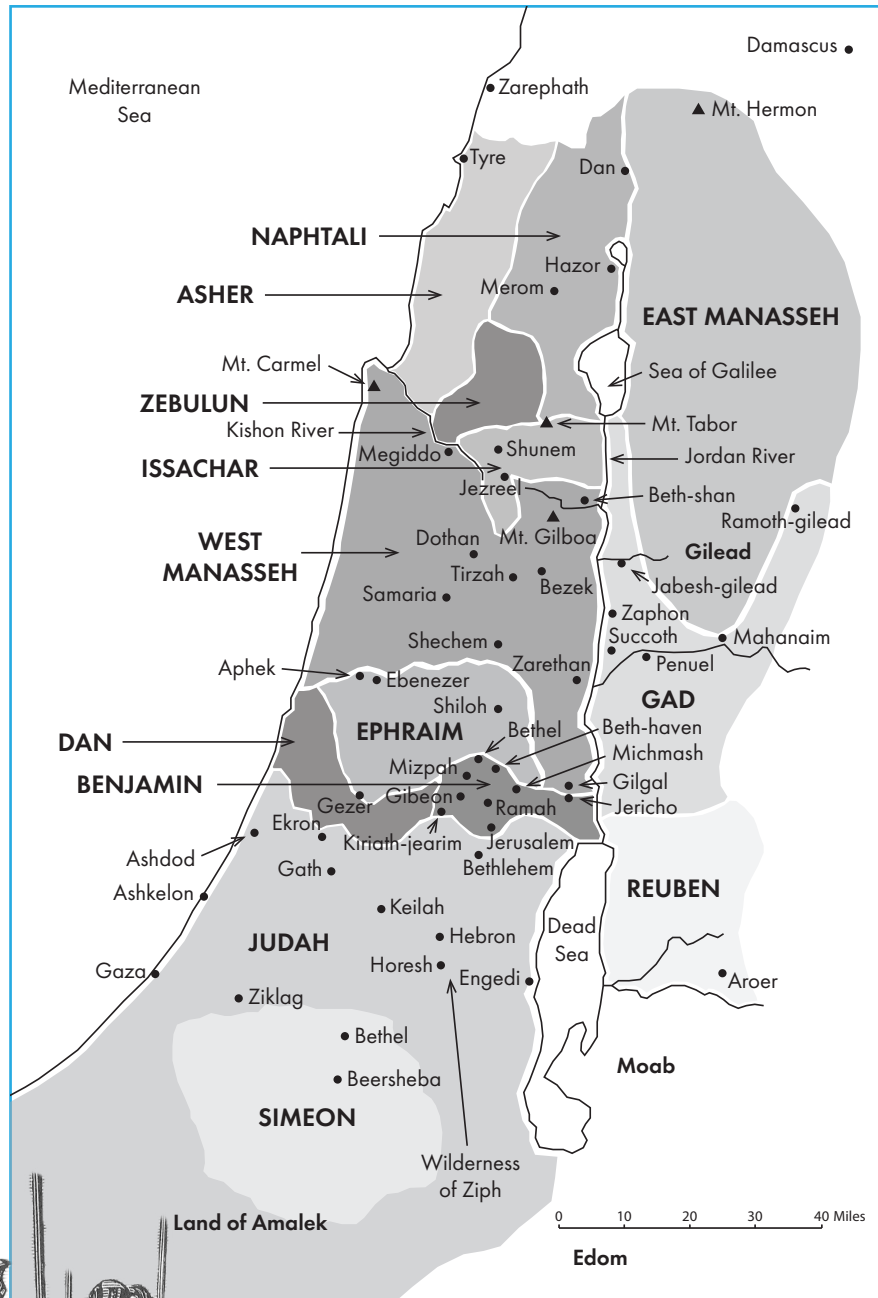 Damascus
Mediterranean
Sea
Zarephath
Mt. Hermon
Tyre
Dan
NAPHTALI
Hazor
Merom
ASHER
EAST MANASSEH
Mt. Carmel
Sea of Galilee
ZEBULUN
Mt. Tabor
Kishon River
Megiddo
Shunem
Jordan River
ISSACHAR
Jezreel
Beth-shan
Ramoth-gilead
WEST
MANASSEH
Dothan
Mt. Gilboa
Gilead
Tirzah
Bezek
Jabesh-gilead
Samaria
Zaphon
Succoth
Mahanaim
Shechem
Penuel
Aphek
Ebenezer
Zarethan
GAD
Shiloh
EPHRAIM
Bethel
Beth-haven
DAN
Michmash
Mizpah
BENJAMIN
Gilgal
Gezer
Gibeon
Ramah
Jericho
Ekron
Kiriath-jearim
Jerusalem
Ashdod
Gath
Bethlehem
Ashkelon
REUBEN
Keilah
Dead
Sea
JUDAH
Hebron
Horesh
Gaza
Engedi
Aroer
Ziklag
Bethel
Moab
Beersheba
SIMEON
Wilderness
of Ziph
Land of Amalek
0 10 20 30 40 Miles
Edom